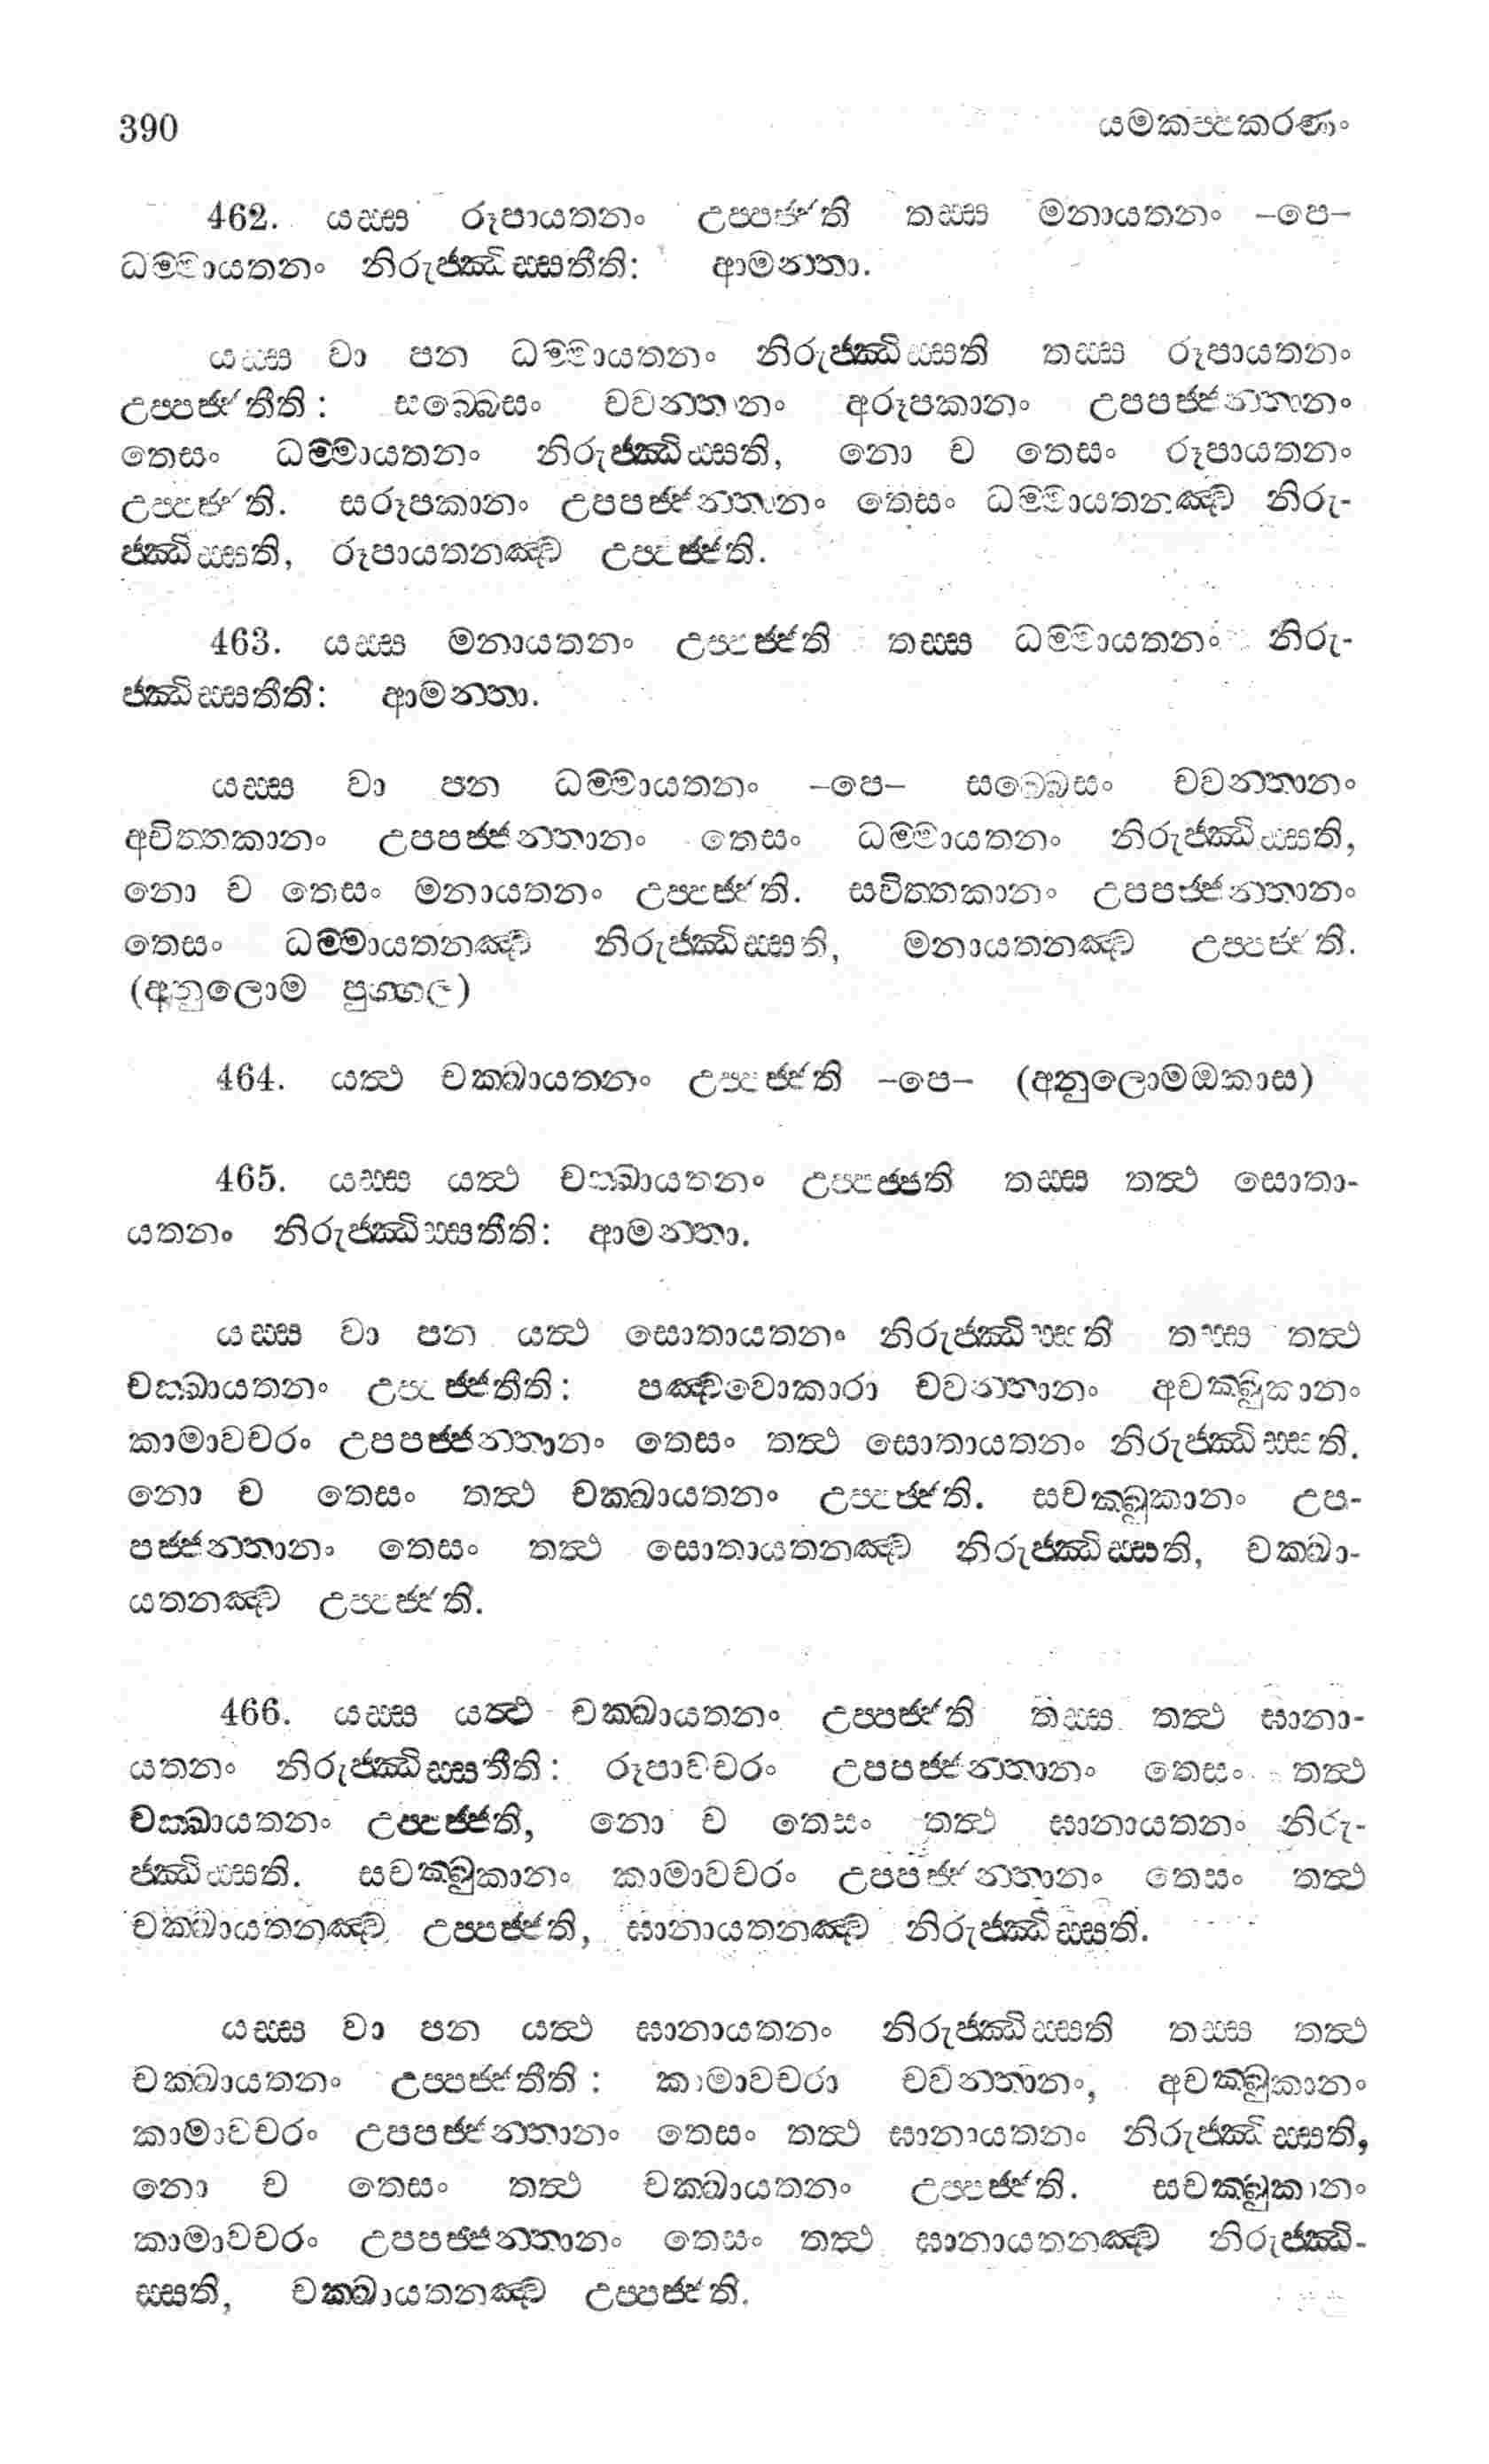 390 යමකප්පකරණං
462. යස්ස රූපායතනං උප්පජ්ජති තස්ස මනායතනං –පෙ–
ධම්මායතනං නිරුජ්ඣිස්සතීති: ආමන්තා.
යස්ස වා පන ධම්මායතනං නිරුජ්ඣිස්සති තස්ස රූපායතනං
උප්පජ්ජතීති: සබ්බෙසං චවන්තානං අරූපකානං උපපජ්ජන්තානං
තෙසං ධම්මායතනං නිරුජ්ඣිස්සති, නො ච තෙසං රූපායතනං
උප්පජ්ජති. සරූපකානං උපපජ්ජන්තානං තෙසං ධම්මායතනඤ්ච නිරු-
ජ්ඣිස්සති, රූපායතනඤ්ච උප්පජ්ජති.
463. යස්ස මනායතනං උප්පජ්ජති තස්ස ධම්මායතනං නිරු-
ජ්ඣිස්සතීති: ආමන්තා.
යස්ස වා පන ධම්මායතනං –පෙ– සබ්බෙසං චවන්තානං
අචිත්තකානං උපපජ්ජන්තානං තෙසං ධම්මායතනං නිරුජ්ඣිස්සති,
නො ච තෙසං මනායතනං උප්පජ්ජති. සචිත්තකානං උපපජ්ජන්තානං
තෙසං ධම්මායතනඤ්ච නිරුජ්ඣිස්සති, මනායතනඤ්ච උප්පජ්ජති.
(අනුලොම පුග්ගල)
464. යත්ථ චක්ඛායතනං උප්පජ්ජති –පෙ– (අනුලොමඔකාස)
465. යස්ස යත්ථ චක්ඛායතනං උප්පජ්ජති තස්ස තත්ථ සොතා-
යතනං නිරුජ්ඣිස්සතීති: ආමන්තා.
යස්ස වා පන යත්ථ සොතායතනං නිරුජ්ඣිස්සති තස්ස තත්ථ
චක්ඛායතනං උප්පජ්ජතීති: පඤ්චවොකාරා චවන්තානං අචක්ඛුකානං
කාමාවචරං උපපජ්ජන්තානං තෙසං තත්ථ සොතායතනං නිරුජ්ඣිස්සති.
නො ච තෙසං තත්ථ චක්ඛායතනං උප්පජ්ජති. සචක්ඛුකානං උප-
පජ්ජන්තානං තෙසං තත්ථ සොතායතනඤ්ච නිරුජ්ඣිස්සති, චක්ඛා-
යතනඤ්ච උප්පජ්ජති.
466. යස්ස යත්ථ චක්ඛායතනං උප්පජ්ජති තස්ස තත්ථ ඝානා-
යතනං නිරුජ්ඣිස්සතීති: රූපාවචරං උපපජ්ජන්තානං තෙසං තත්ථ
චක්ඛායතනං උප්පජ්ජති, නො ච තෙසං තත්ථ ඝානායතනං නිරු-
ජ්ඣිස්සති. සචක්ඛුකානං කාමාවචරං උපපජ්ජන්තානං තෙසං තත්ථ
චක්ඛායතනඤ්ච උප්පජ්ජති, ඝානායතනඤ්ච නිරුජ්ඣිස්සති.
යස්ස වා පන යත්ථ ඝානායතනං නිරුජ්ඣිස්සති තස්ස තත්ථ
චක්ඛායතනං උප්පජ්ජතීති: කාමාවචරා චවන්තානං, අචක්ඛුකානං
කාමාවචරං උපපජ්ජන්තානං තෙසං තත්ථ ඝානායතනං නිරුජ්ඣිස්සති,
නො ච තෙසං තත්ථ චක්ඛායතනං උප්පජ්ජති. සචක්ඛුකානං
කාමාවචරං උපපජ්ජන්තානං තෙසං තත්ථ ඝානායතනඤ්ච නිරුජ්ඣි-
ස්සති, චක්ඛායතනඤ්ච උප්පජ්ජති.